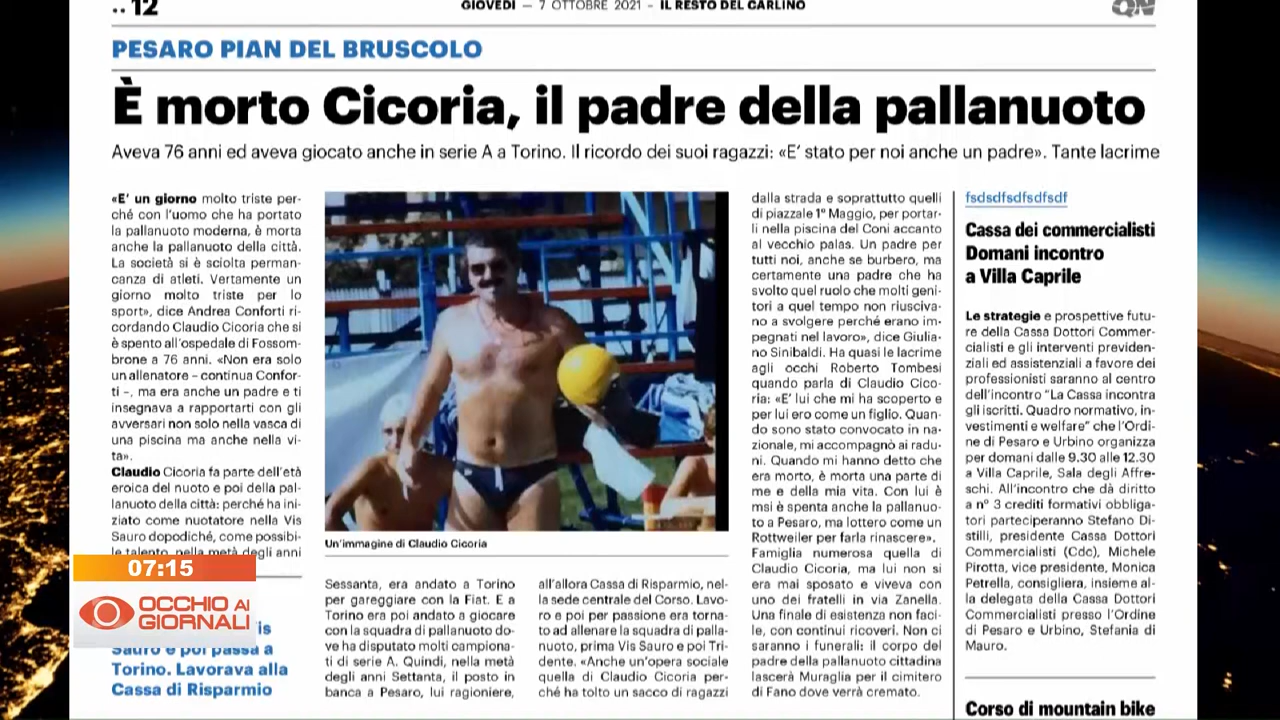 .. 12
GIOVEDÌ — 7 OTTOBRE 2021 – IL RESTO DEL CARLINO
QN
PESARO PIAN DEL BRUSCOLO
È morto Cicoria, il padre della pallanuoto
Aveva 76 anni ed aveva giocato anche in serie A a Torino. Il ricordo dei suoi ragazzi: «E' stato per noi anche un padre». Tante lacrime
«E' un giorno molto triste per-
ché con l'uomo che ha portato
la pallanuoto moderna, è morta
anche la pallanuoto della città.
La società si è sciolta perman-
canza di atleti. Vertamente un
giorno molto triste per lo
sport», dice Andrea Conforti ri-
cordando Claudio Cicoria che si
è spento all'ospedale di Fossom-
brone a 76 anni. «Non era solo
un allenatore – continua Confor-
ti –, ma era anche un padre e ti
insegnava a rapportarti con gli
avversari non solo nella vasca di
una piscina ma anche nella vi-
ta».
Claudio Cicoria fa parte dell'età
eroica del nuoto e poi della pal-
lanuoto della città: perché ha ini-
ziato come nuotatore nella Vis
Sauro dopodiché, come possibi-
le talento, nella metà degli anni
07:15
OCCHIO AI
GIORNALI
Sauro e poi passa a
Torino. Lavorava alla
Cassa di Risparmio
Un'immagine di Claudio Cicoria
Sessanta, era andato a Torino
per gareggiare con la Fiat. E a
Torino era poi andato a giocare
con la squadra di pallanuoto do-
ve ha disputato molti campiona-
ti di serie A. Quindi, nella metà
degli anni Settanta, il posto in
banca a Pesaro, lui ragioniere,
all'allora Cassa di Risparmio, nel-
la sede centrale del Corso. Lavo-
ro e poi per passione era torna-
to ad allenare la squadra di palla-
nuoto, prima Vis Sauro e poi Tri-
dente. «Anche un'opera sociale
quella di Claudio Cicoria per-
ché ha tolto un sacco di ragazzi
dalla strada e soprattutto quelli
di piazzale 1° Maggio, per portar-
li nella piscina del Coni accanto
al vecchio palas. Un padre per
tutti noi, anche se burbero, ma
certamente una padre che ha
svolto quel ruolo che molti geni-
tori a quel tempo non riusciva-
no a svolgere perché erano im-
pegnati nel lavoro», dice Giulia-
no Sinibaldi. Ha quasi le lacrime
agli occhi Roberto Tombesi
quando parla di Claudio Cico-
ria: «E' lui che mi ha scoperto e
per lui ero come un figlio. Quan-
do sono stato convocato in na-
zionale, mi accompagnò ai radu-
ni. Quando mi hanno detto che
era morto, è morta una parte di
me e della mia vita. Con lui è
msi è spenta anche la pallanuo-
to a Pesaro, ma lottero come un
Rottweiler per farla rinascere».
Famiglia numerosa quella di
Claudio Cicoria, ma lui non si
era mai sposato e viveva con
uno dei fratelli in via Zanella.
Una finale di esistenza non faci-
le, con continui ricoveri. Non ci
saranno i funerali: il corpo del
padre della pallanuoto cittadina
lascerà Muraglia per il cimitero
di Fano dove verrà cremato.
fsdsdfsdfsdfsdf
Cassa dei commercialisti
Domani incontro
a Villa Caprile
Le strategie e prospettive futu-
re della Cassa Dottori Commer-
cialisti e gli interventi previden-
ziali ed assistenziali a favore dei
professionisti saranno al centro
dell'incontro "La Cassa incontra
gli iscritti. Quadro normativo, in-
vestimenti e welfare" che l'Ordi-
ne di Pesaro e Urbino organizza
per domani dalle 9.30 alle 12.30
a Villa Caprile, Sala degli Affre-
schi. All'incontro che dà diritto
a n° 3 crediti formativi obbliga-
tori parteciperanno Stefano Di-
stilli, presidente Cassa Dottori
Commercialisti (Cdc), Michele
Pirotta, vice presidente, Monica
Petrella, consigliera, insieme al-
la delegata della Cassa Dottori
Commercialisti presso l'Ordine
di Pesaro e Urbino, Stefania di
Mauro.
Corso di mountain bike